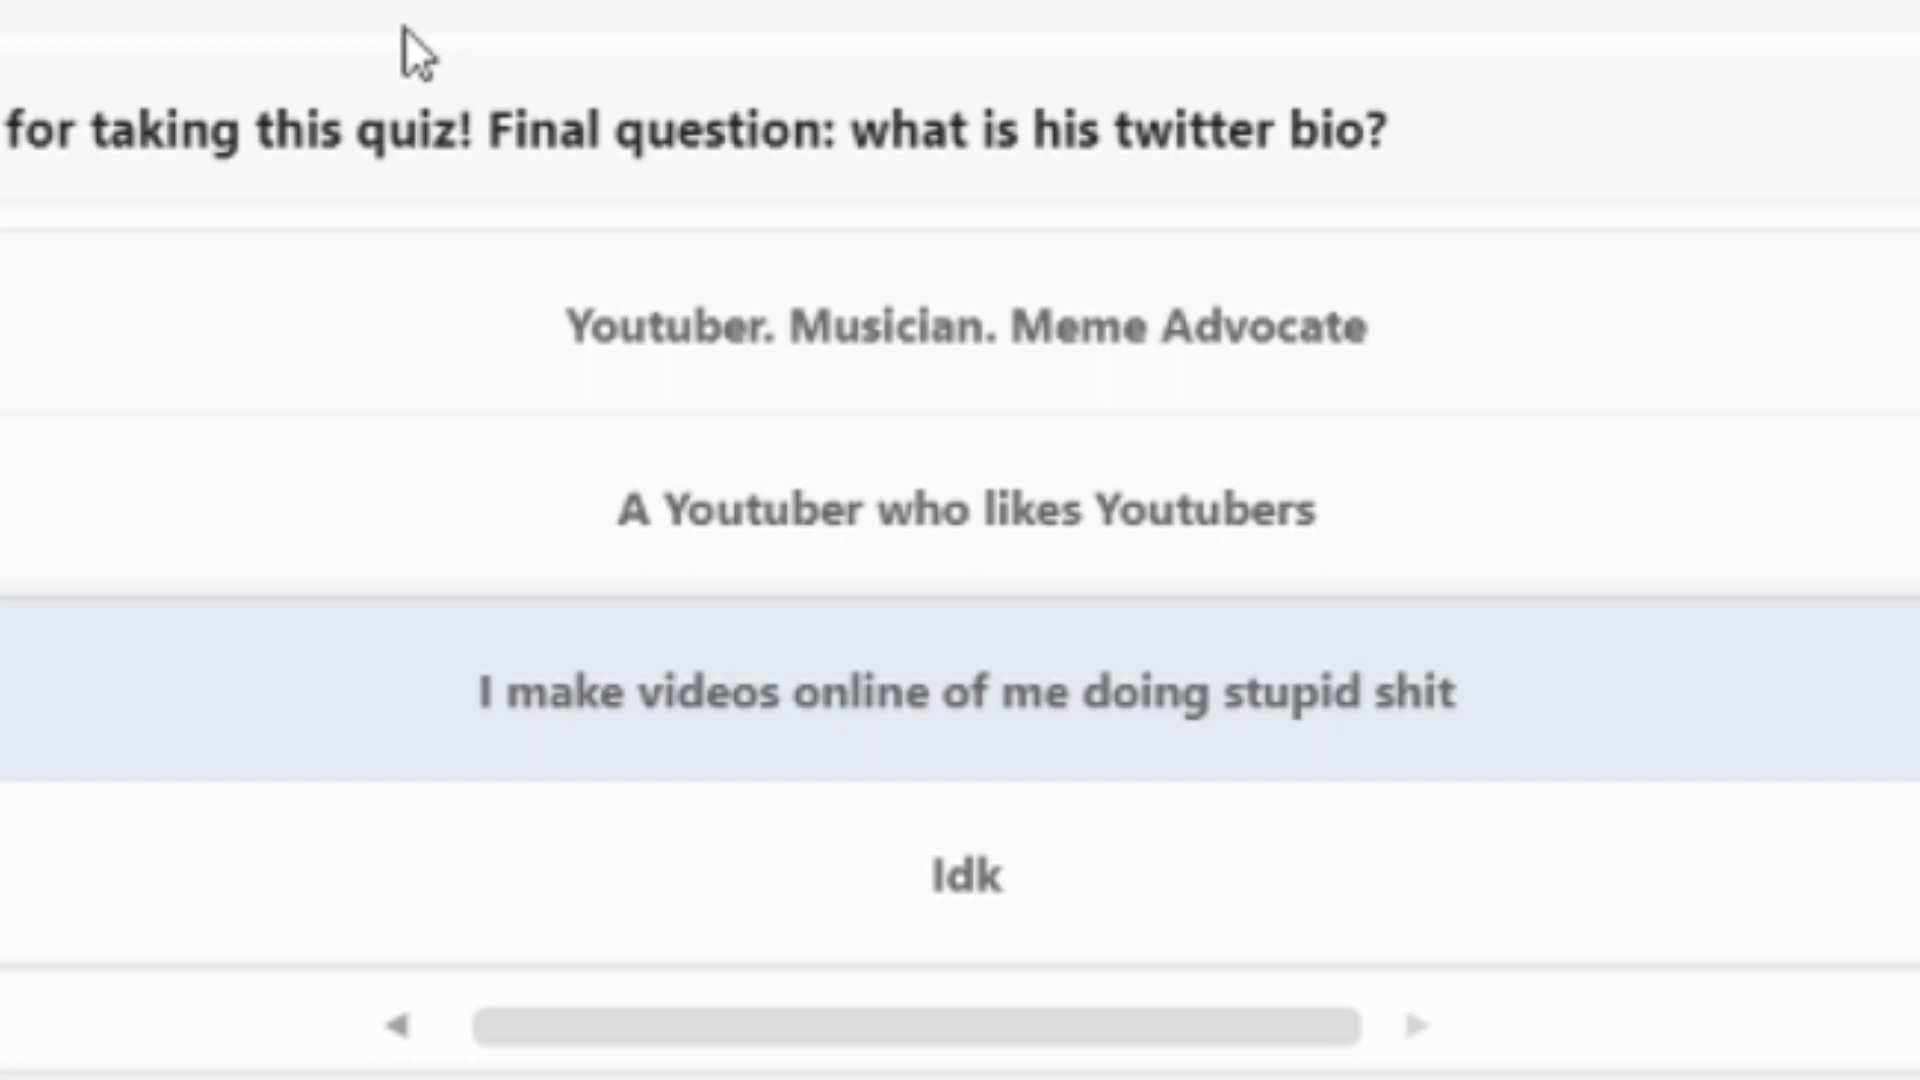 for taking this quiz! Final question: what is his twitter bio?
Youtuber. Musician. Meme Advocate
A Youtuber who likes Youtubers
I make videos online of me doing stupid shit
Idk